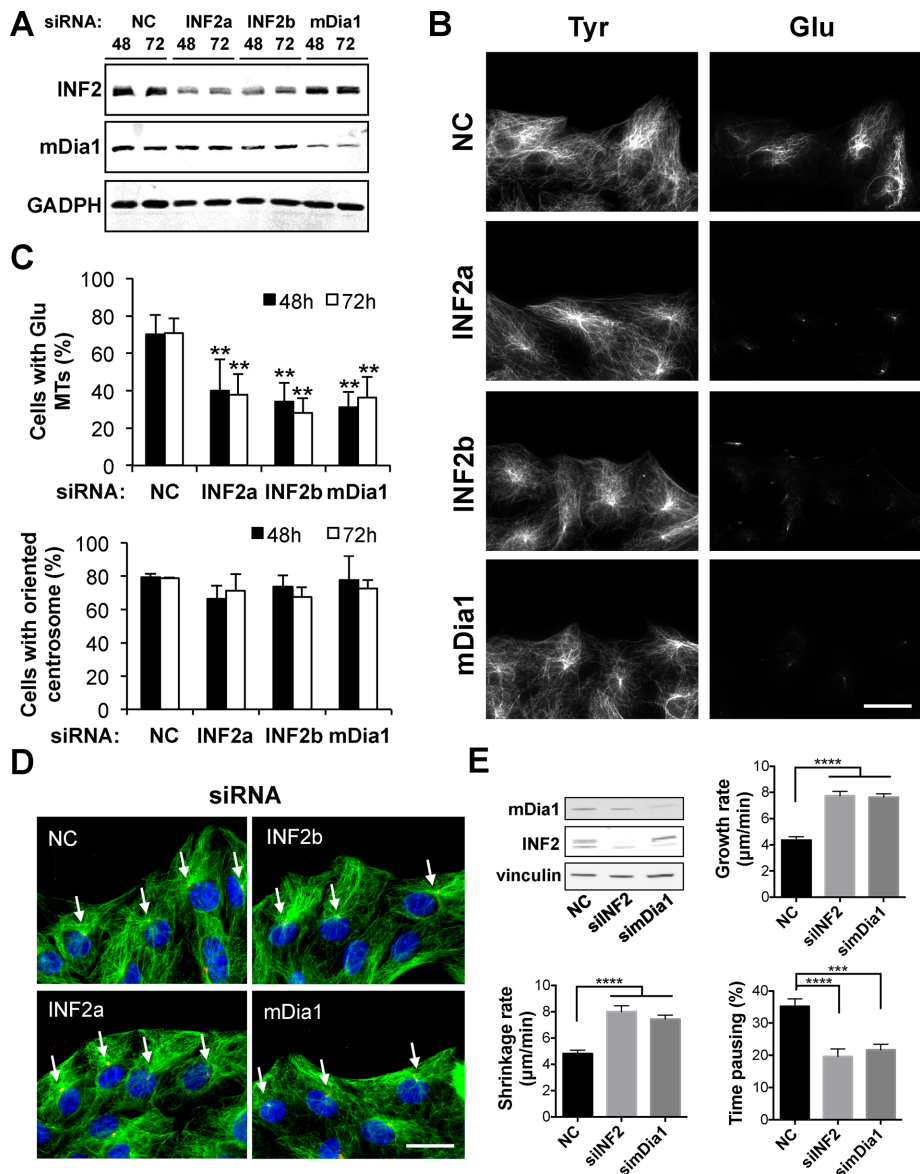 A
siRNA: NC INF2a INF2b mDia1
48 72 48 72 48 72 48 72
INF2
mDia1
GADPH
B
Tyr Glu
NC
INF2a
INF2b
mDia1
C
100
80
60
40
20
0
Cells with Glu
MTs (%)
48h 72h
** ** ** ** ** **
siRNA: NC INF2a INF2b mDia1
100
80
60
40
20
0
Cells with oriented
centrosome (%)
48h 72h
siRNA: NC INF2a INF2b mDia1
D
siRNA
NC
INF2b
INF2a
mDia1
E
mDia1
INF2
vinculin
NC siINF2 simDia1
Growth rate
(µm/min)
10
8
6
4
2
0
****
NC siINF2 simDia1
Shrinkage rate
(µm/min)
10
8
6
4
2
0
****
NC siINF2 simDia1
Time pausing (%)
40
30
20
10
0
***
****
NC siINF2 simDia1